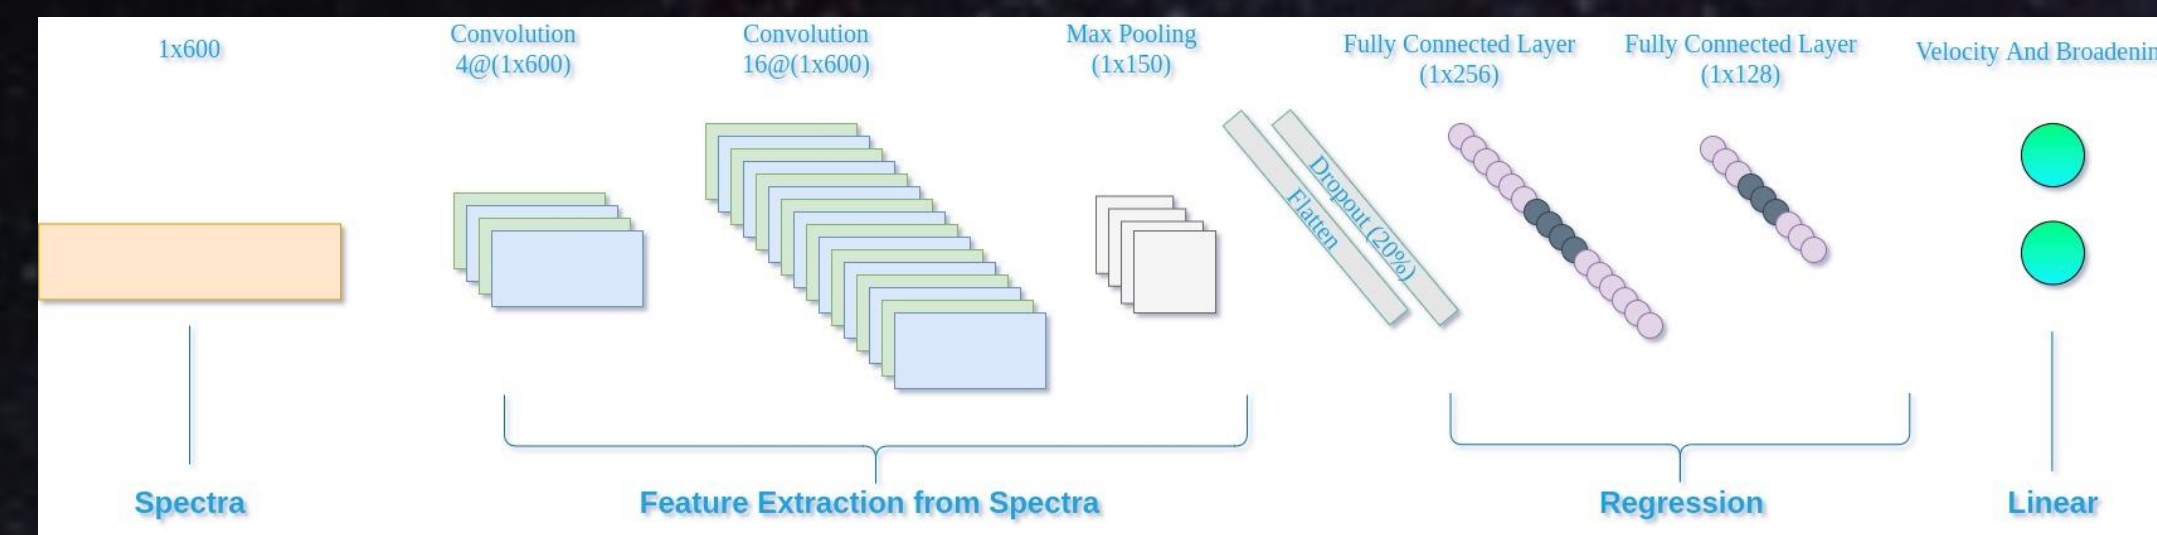 1x600
Convolution
4@(1x600)
Convolution
16@(1x600)
Max Pooling
(1x150)
Fully Connected Layer
(1x256)
Fully Connected Layer
(1x128)
Velocity And Broadenin
Flatten
Dropout (20%)
Spectra
Feature Extraction from Spectra
Regression
Linear